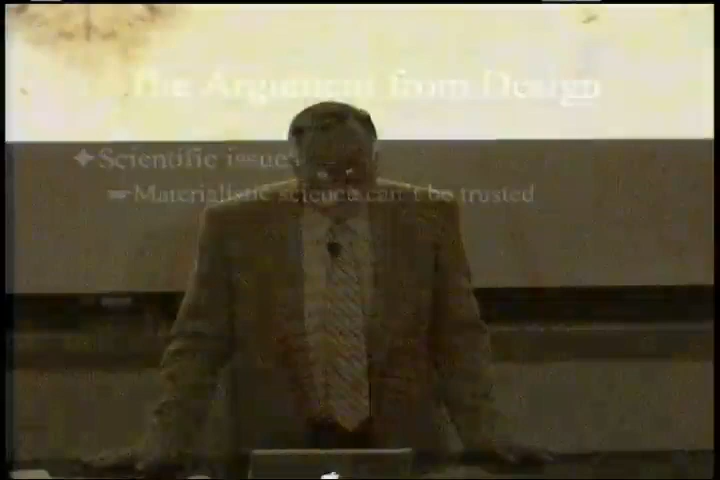 The Argument from Design
Scientific issues
Materialistic science can't be trusted